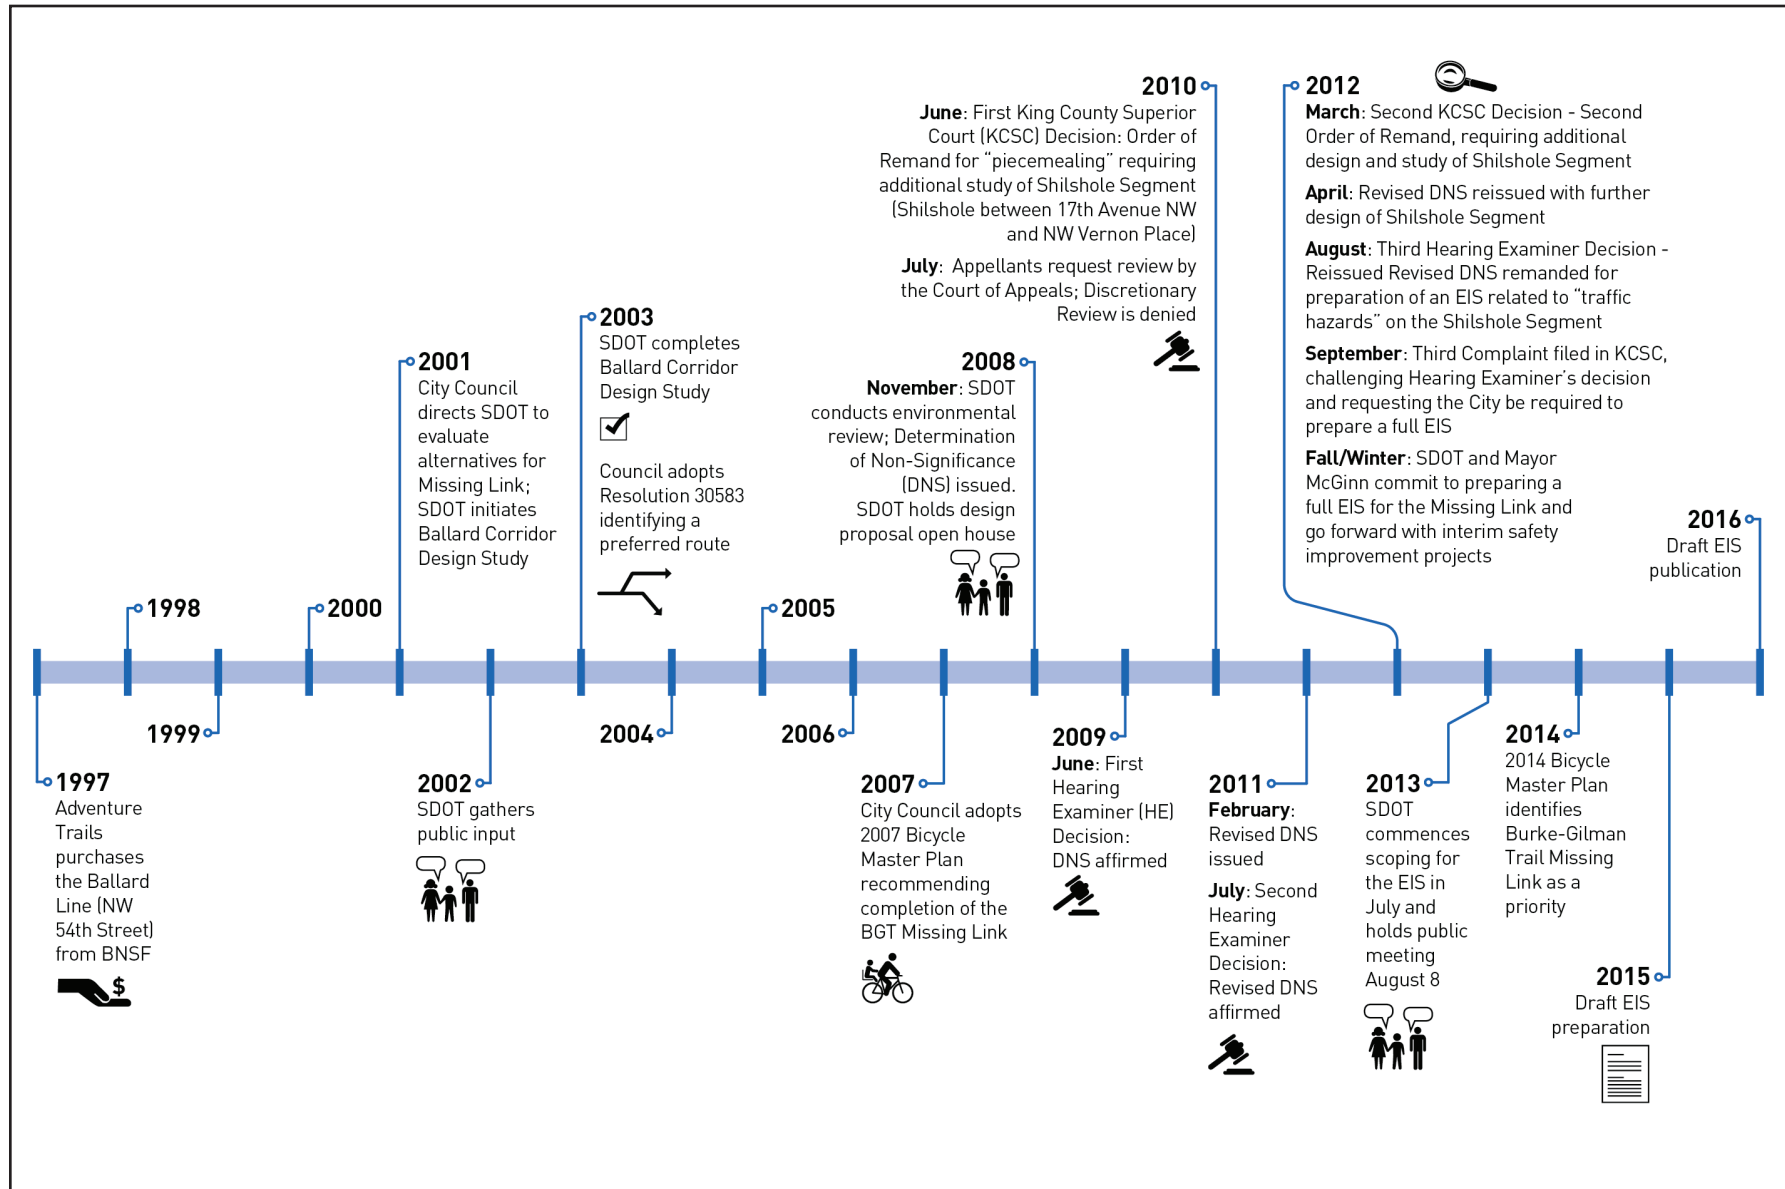 1997
Adventure
Trails
purchases
the Ballard
Line (NW
54th Street)
from BNSF
$
1998
1999
2000
2001
City Council
directs SDOT to
evaluate
alternatives for
Missing Link;
SDOT initiates
Ballard Corridor
Design Study
2002
SDOT gathers
public input
2003
SDOT completes
Ballard Corridor
Design Study
Council adopts
Resolution 30583
identifying a
preferred route
2004
2005
2006
2007
City Council adopts
2007 Bicycle
Master Plan
recommending
completion of the
BGT Missing Link
2008
November: SDOT
conducts environmental
review; Determination
of Non-Significance
(DNS) issued.
SDOT holds design
proposal open house
2009
June: First
Hearing
Examiner (HE)
Decision:
DNS affirmed
2010
June: First King County Superior
Court (KCSC) Decision: Order of
Remand for “piecemealing” requiring
additional study of Shilshole Segment
(Shilshole between 17th Avenue NW
and NW Vernon Place)
July: Appellants request review by
the Court of Appeals; Discretionary
Review is denied
2011
February:
Revised DNS
issued
July: Second
Hearing
Examiner
Decision:
Revised DNS
affirmed
2012
March: Second KCSC Decision - Second
Order of Remand, requiring additional
design and study of Shilshole Segment
April: Revised DNS reissued with further
design of Shilshole Segment
August: Third Hearing Examiner Decision -
Reissued Revised DNS remanded for
preparation of an EIS related to “traffic
hazards” on the Shilshole Segment
September: Third Complaint filed in KCSC,
challenging Hearing Examiner’s decision
and requesting the City be required to
prepare a full EIS
Fall/Winter: SDOT and Mayor
McGinn commit to preparing a
full EIS for the Missing Link and
go forward with interim safety
improvement projects
2013
SDOT
commences
scoping for
the EIS in
July and
holds public
meeting
August 8
2014
2014 Bicycle
Master Plan
identifies
Burke-Gilman
Trail Missing
Link as a
priority
2015
Draft EIS
preparation
2016
Draft EIS
publication